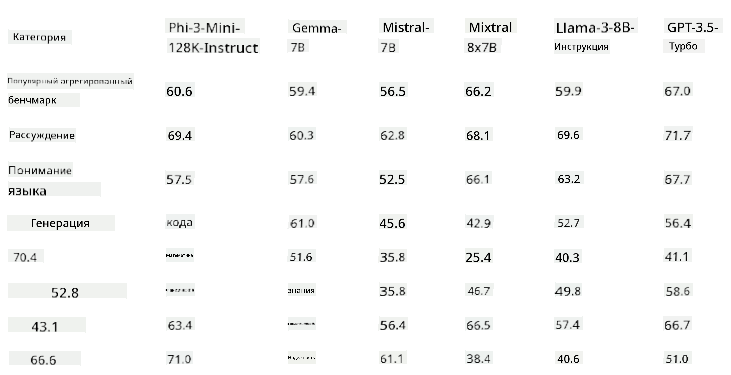 Категория Phi-3-Mini- Gemma- Mistral- Mixtral Llama-3-8B- GPT-3.5-
128K-Instruct 7B 7B 8x7B Инструкция Турбо
Популярный агрегированный
бенчмарк 60.6 59.4 56.5 66.2 59.9 67.0
Рассуждение 69.4 60.3 62.8 68.1 69.6 71.7
Понимание
языка 57.5 57.6 52.5 66.1 63.2 67.7
Генерация кода 61.0 45.6 42.9 52.7 56.4
70.4 51.6 35.8 25.4 40.3 41.1
52.8 знания 35.8 46.7 49.8 58.6
43.1 63.4 56.4 66.5 57.4 66.7
66.6 71.0 61.1 38.4 40.6 51.0